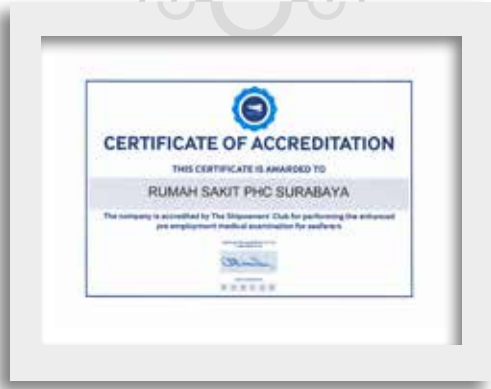 CERTIFICATE OF ACCREDITATION
THIS CERTIFICATE IS AWARDED TO
RUMAH SAKIT PHC SURABAYA
The company is accredited by The Shipowners' Club for performing the enhanced
pre employment medical examination for seafarers